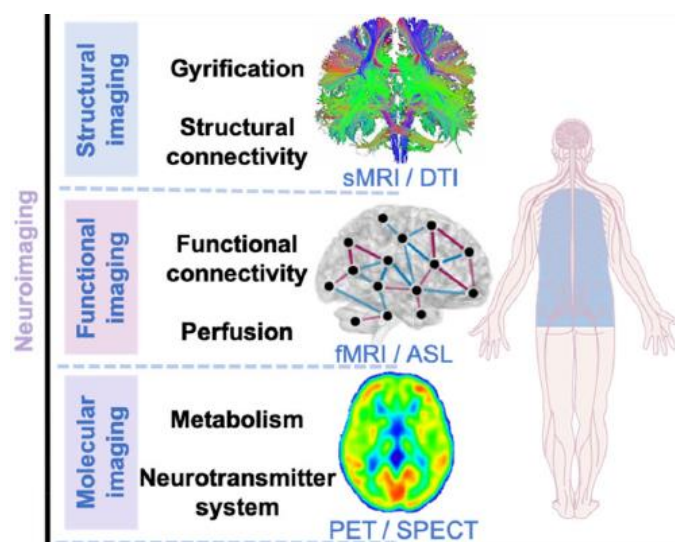 Neuroimaging
Structural
imaging
Gyrification
Structural
connectivity
sMRI / DTI
Functional
imaging
Functional
connectivity
Perfusion
fMRI / ASL
Molecular
imaging
Metabolism
Neurotransmitter
system
PET / SPECT